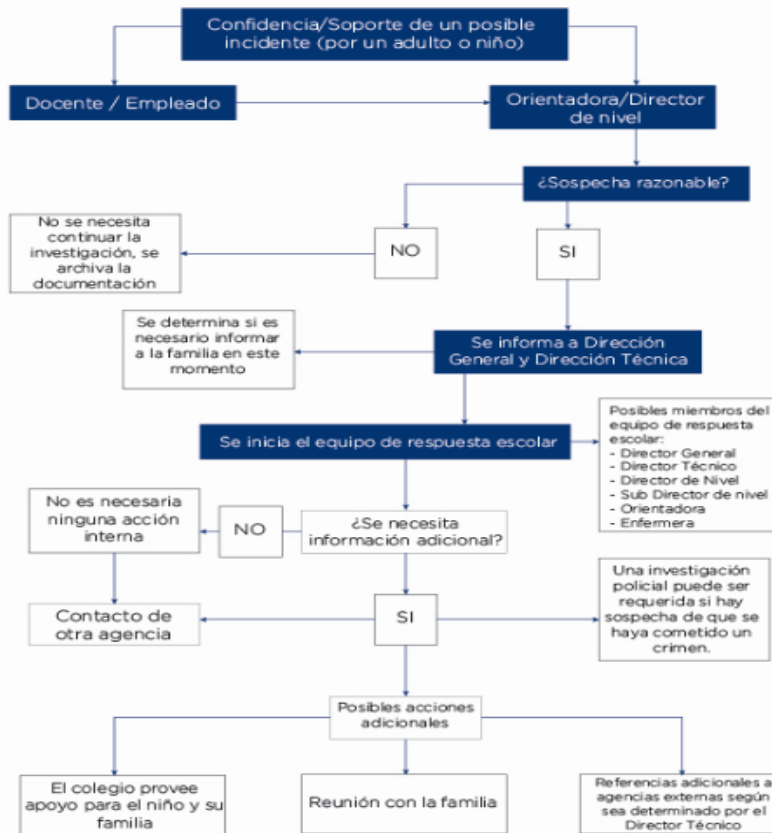 Confidencia/Soporte de un posible
incidente (por un adulto o niño)
Docente / Empleado
Orientadora/Director
de nivel
¿Sospecha razonable?
No se necesita
continuar la
investigación, se
archiva la
documentación
NO
SI
Se determina si es
necesario informar
a la familia en este
momento
Se informa a Dirección
General y Dirección Técnica
Se inicia el equipo de respuesta escolar
Posibles miembros del
equipo de respuesta
escolar:
- Director General
- Director Técnico
- Director de Nivel
- Sub Director de nivel
- Orientadora
- Enfermera
No es necesaria
ninguna acción
interna
NO
¿Se necesita
información adicional?
Una investigación
policial puede ser
requerida si hay
sospecha de que se
haya cometido un
crimen.
Contacto de
otra agencia
SI
Posibles acciones
adicionales
El colegio provee
apoyo para el niño y su
familia
Reunión con la familia
Referencias adicionales a
agencias externas según
sea determinado por el
Director Técnico